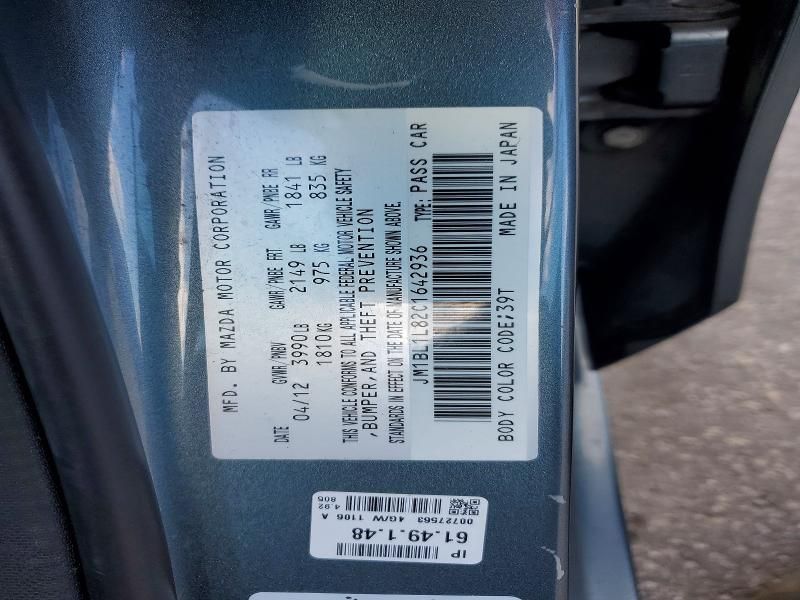 MFD. BY MAZDA MOTOR CORPORATION
DATE GVWR/PNBV GAWR/PNBE FRT GAWR/PNBE RR
04/12 3990LB 2149 LB 1841 LB
1810KG 975 KG 835 KG
THIS VEHICLE CONFORMS TO ALL APPLICABLE FEDERAL MOTOR VEHICLE SAFETY
,BUMPER,AND THEFT PREVENTION
STANDARDS IN EFFECT ON THE DATE OF MANUFACTURE SHOWN ABOVE.
JM1BL1L82C1642936 TYPE: PASS CAR
BODY COLOR CODE:39T MADE IN JAPAN
IP
61.49.1.48
00727563 4G/W 1106 A
4.92
805